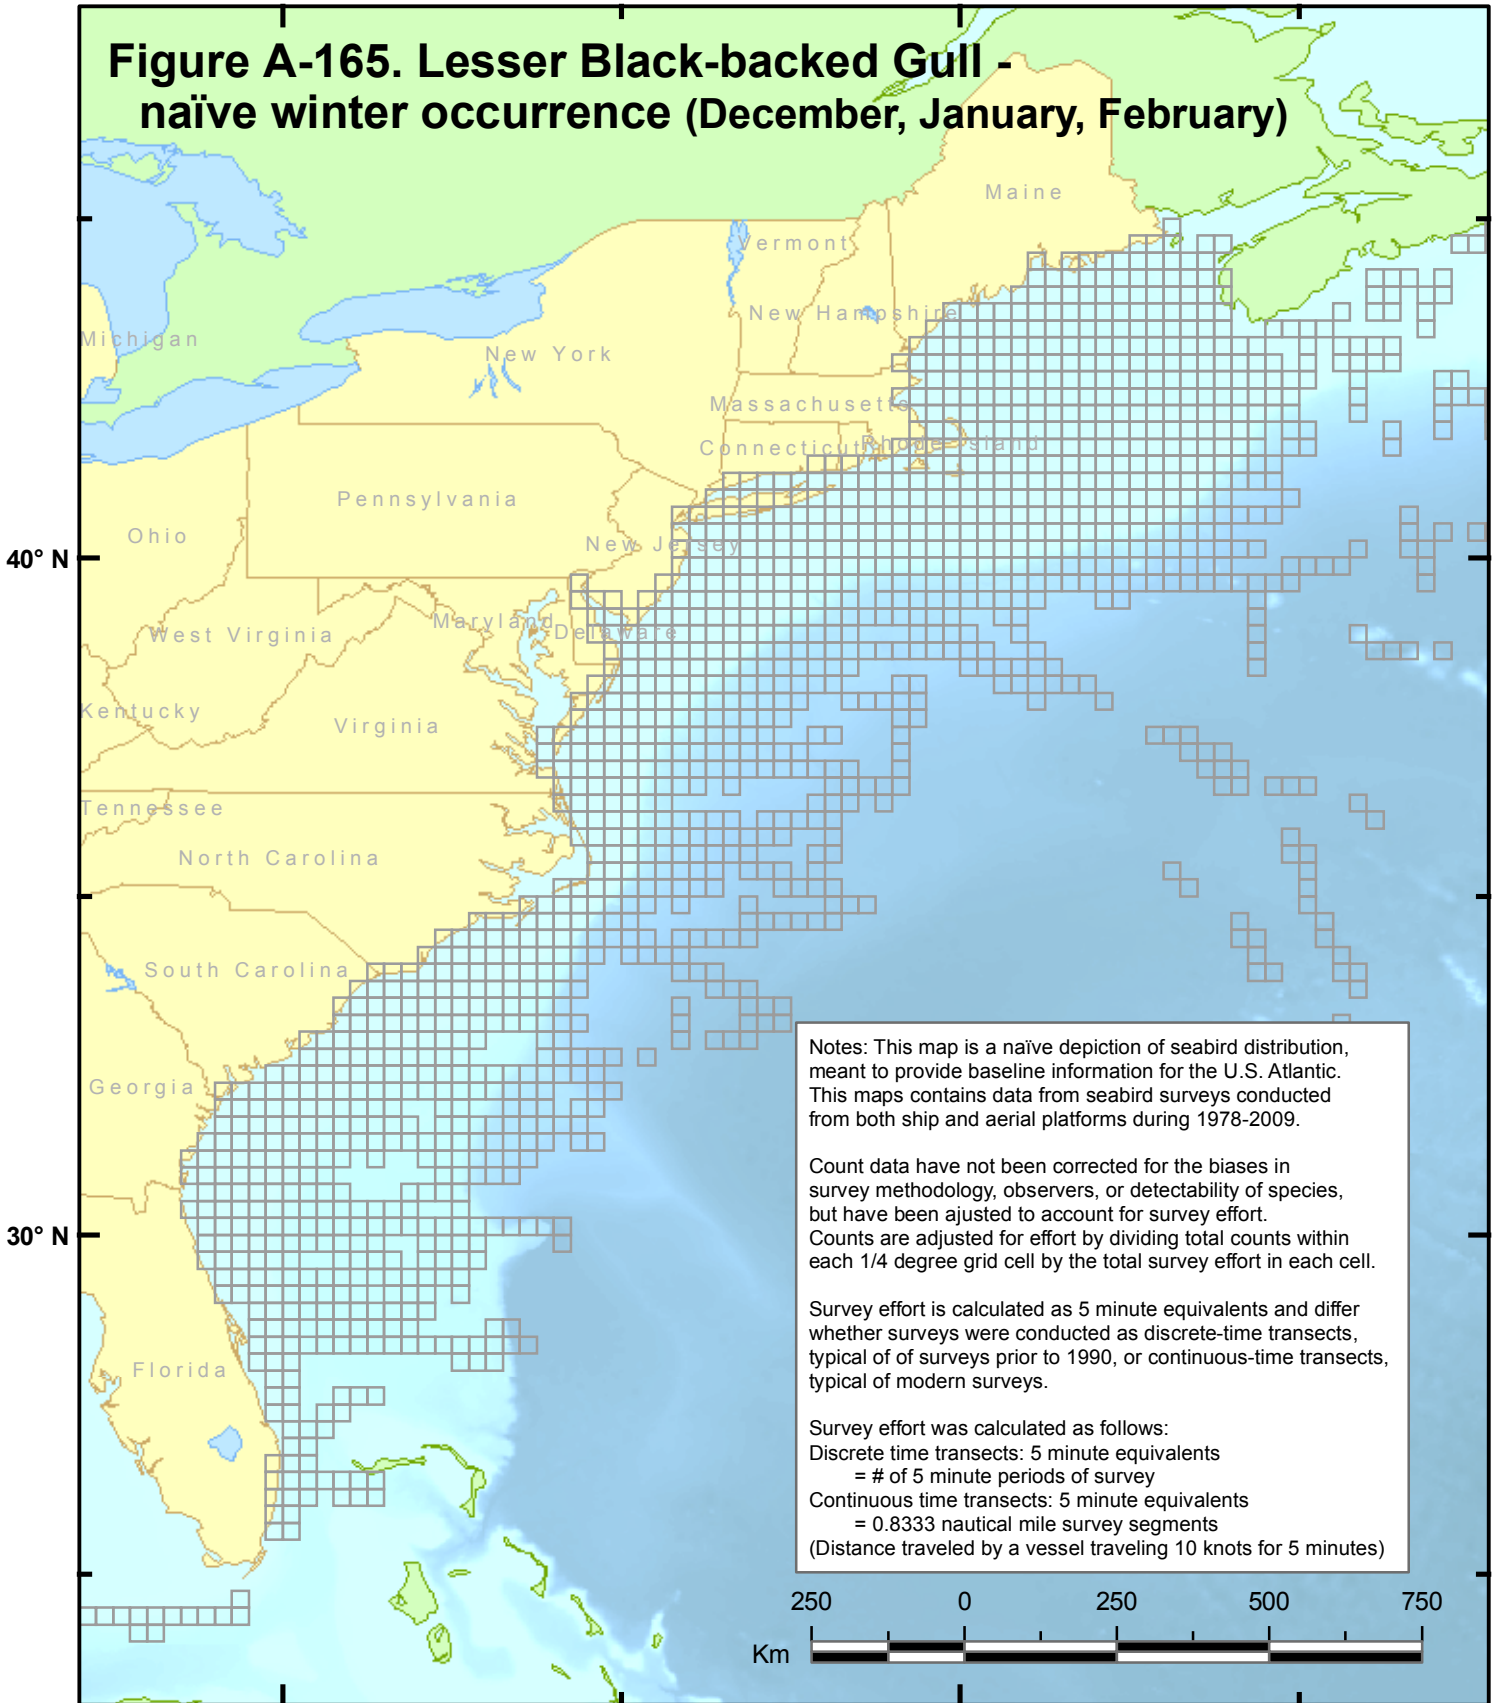 Figure A-165. Lesser Black-backed Gull -
naïve winter occurrence (December, January, February)
Maine
Vermont
New Hampshire
Michigan
New York
Massachusetts
Connecticut
Rhode Island
Pennsylvania
Ohio
New Jersey
40° N
West Virginia
Maryland
Delaware
Kentucky
Virginia
Tennessee
North Carolina
South Carolina
Georgia
30° N
Florida
Notes: This map is a naïve depiction of seabird distribution,
meant to provide baseline information for the U.S. Atlantic.
This maps contains data from seabird surveys conducted
from both ship and aerial platforms during 1978-2009.
Count data have not been corrected for the biases in
survey methodology, observers, or detectability of species,
but have been ajusted to account for survey effort.
Counts are adjusted for effort by dividing total counts within
each 1/4 degree grid cell by the total survey effort in each cell.
Survey effort is calculated as 5 minute equivalents and differ
whether surveys were conducted as discrete-time transects,
typical of of surveys prior to 1990, or continuous-time transects,
typical of modern surveys.
Survey effort was calculated as follows:
Discrete time transects: 5 minute equivalents
= # of 5 minute periods of survey
Continuous time transects: 5 minute equivalents
= 0.8333 nautical mile survey segments
(Distance traveled by a vessel traveling 10 knots for 5 minutes)
250 0 250 500 750
Km